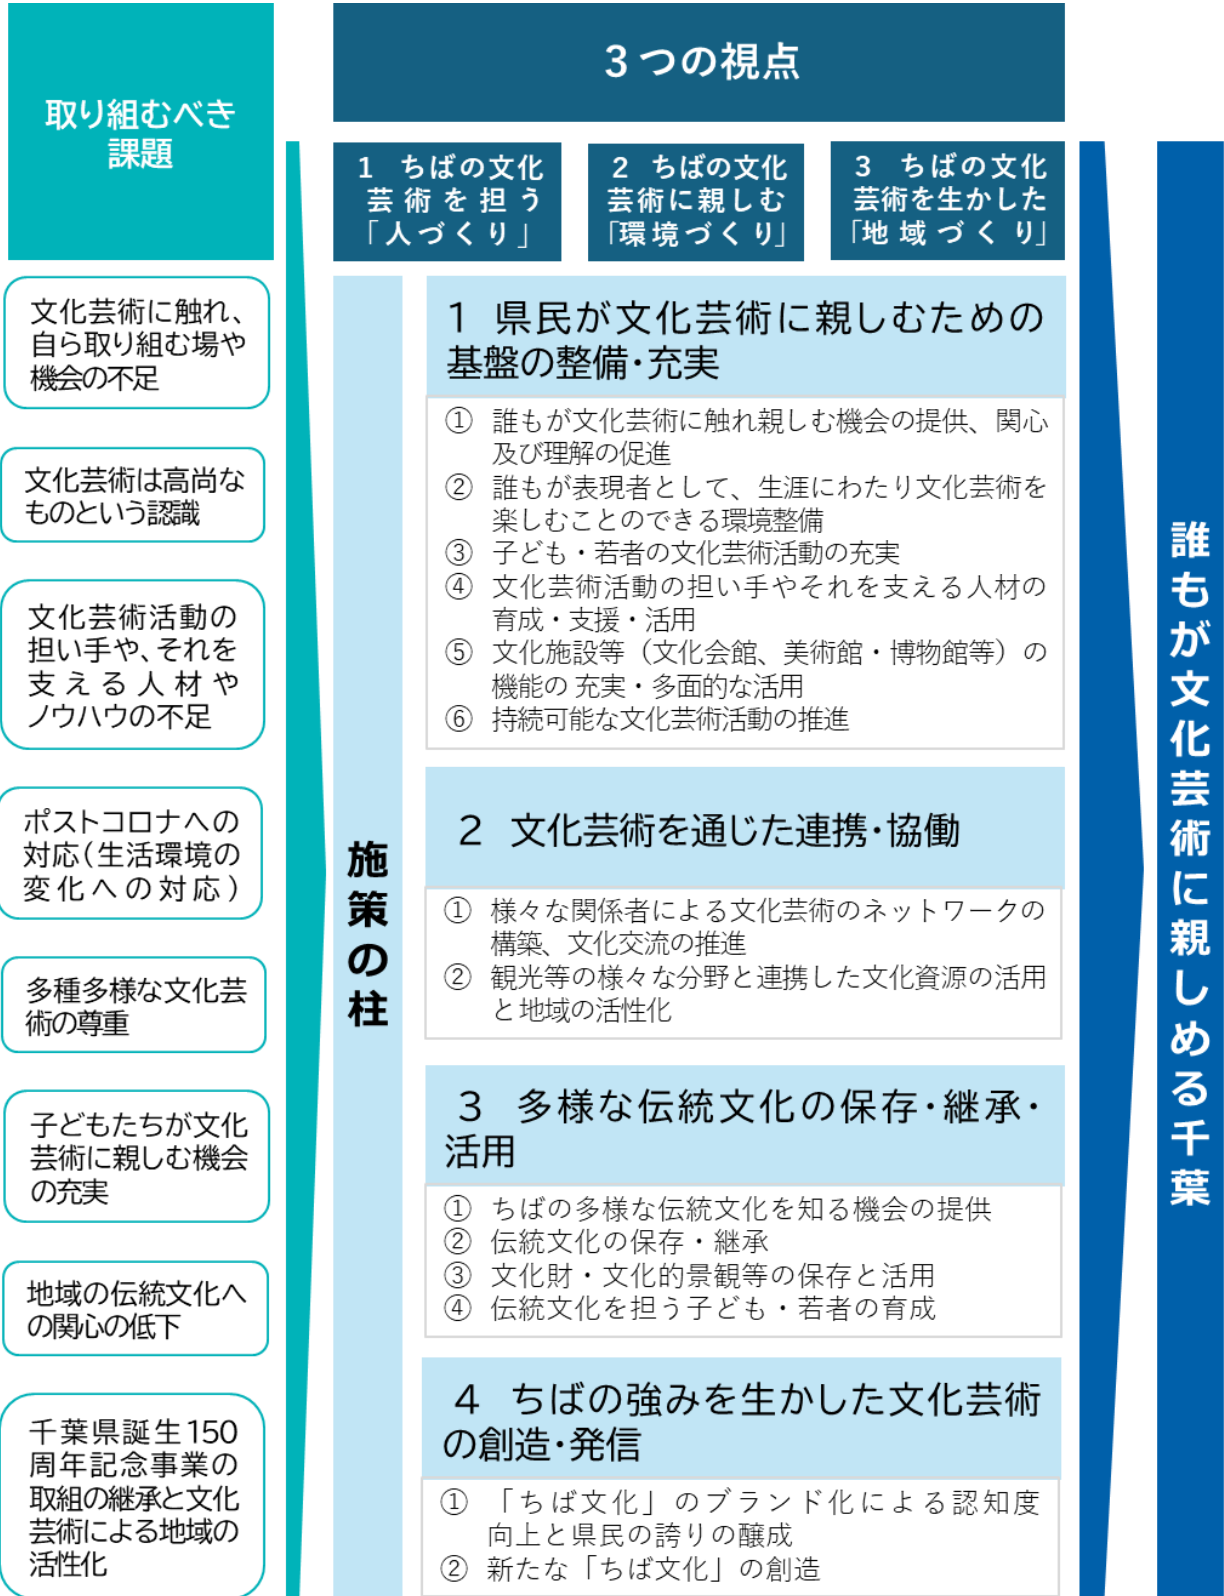 取り組むべき
課題
文化芸術に触れ、
自ら取り組む場や
機会の不足
文化芸術は高尚な
ものという認識
文化芸術活動の
担い手や、それを
支える人材や
ノウハウの不足
ポストコロナへの
対応(生活環境の
変化への対応)
多種多様な文化芸
術の尊重
子どもたちが文化
芸術に親しむ機会
の充実
地域の伝統文化へ
の関心の低下
千葉県誕生150
周年記念事業の
取組の継承と文化
芸術による地域の
活性化
3つの視点
1 ちばの文化
芸術を担う
「人づくり」
2 ちばの文化
芸術に親しむ
「環境づくり」
3 ちばの文化
芸術を生かした
「地域づくり」
施策の柱
1 県民が文化芸術に親しむための
基盤の整備・充実
① 誰もが文化芸術に触れ親しむ機会の提供、関心
及び理解の促進
② 誰もが表現者として、生涯にわたり文化芸術を
楽しむことのできる環境整備
③ 子ども・若者の文化芸術活動の充実
④ 文化芸術活動の担い手やそれを支える人材の
育成・支援・活用
⑤ 文化施設等（文化会館、美術館・博物館等）の
機能の 充実・多面的な活用
⑥ 持続可能な文化芸術活動の推進
2 文化芸術を通じた連携・協働
① 様々な関係者による文化芸術のネットワークの
構築、文化交流の推進
② 観光等の様々な分野と連携した文化資源の活用
と地域の活性化
3 多様な伝統文化の保存・継承・
活用
① ちばの多様な伝統文化を知る機会の提供
② 伝統文化の保存・継承
③ 文化財・文化的景観等の保存と活用
④ 伝統文化を担う子ども・若者の育成
4 ちばの強みを生かした文化芸術
の創造・発信
① 「ちば文化」のブランド化による認知度
向上と県民の誇りの醸成
② 新たな「ちば文化」の創造
誰もが文化芸術に親しめる千葉